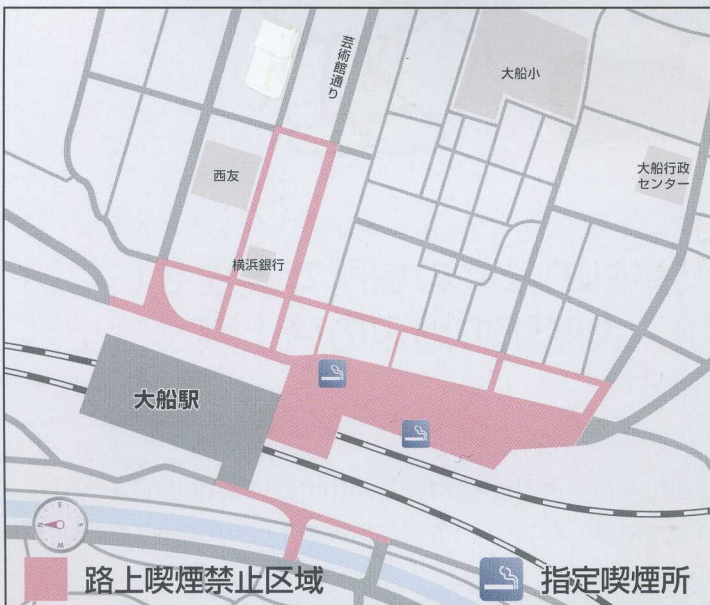 芸術館通り
大船小
西友
大船行政
センター
横浜銀行
大船駅
E
N
S
W
路上喫煙禁止区域
指定喫煙所